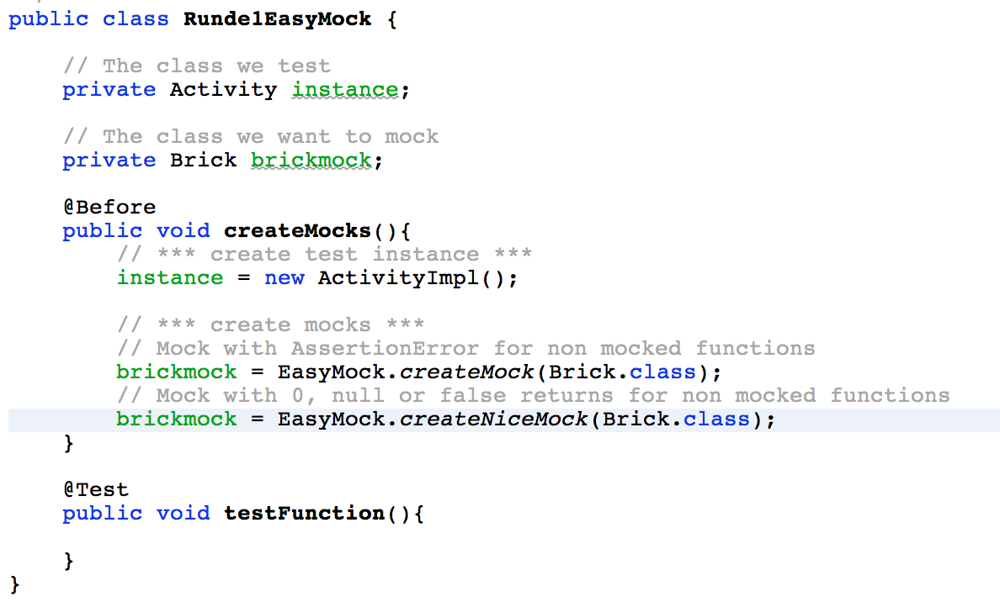 public class Runde1EasyMock {
// The class we test
private Activity instance;
// The class we want to mock
private Brick brickmock;
@Before
public void createMocks(){
// *** create test instance ***
instance = new ActivityImpl();
// *** create mocks ***
// Mock with AssertionError for non mocked functions
brickmock = EasyMock.createMock(Brick.class);
// Mock with 0, null or false returns for non mocked functions
brickmock = EasyMock.createNiceMock(Brick.class);
}
@Test
public void testFunction(){
}
}